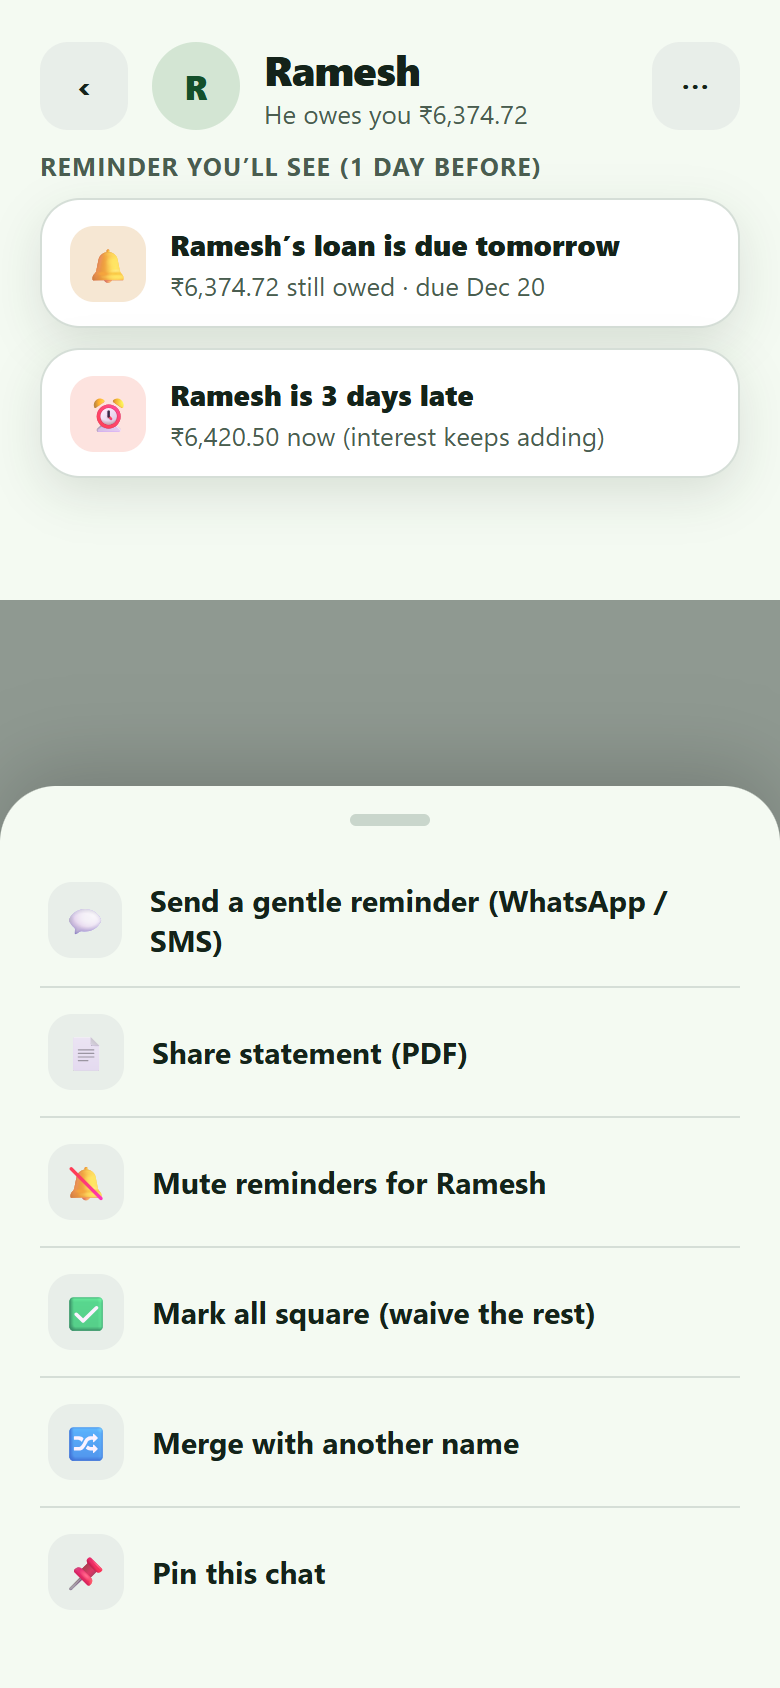 ‹
R
Ramesh
...
He owes you ₹6,374.72
REMINDER YOU’LL SEE (1 DAY BEFORE)
Ramesh´s loan is due tomorrow
₹6,374.72 still owed · due Dec 20
Ramesh is 3 days late
₹6,420.50 now (interest keeps adding)
Send a gentle reminder (WhatsApp /
SMS)
Share statement (PDF)
Mute reminders for Ramesh
Mark all square (waive the rest)
Merge with another name
Pin this chat